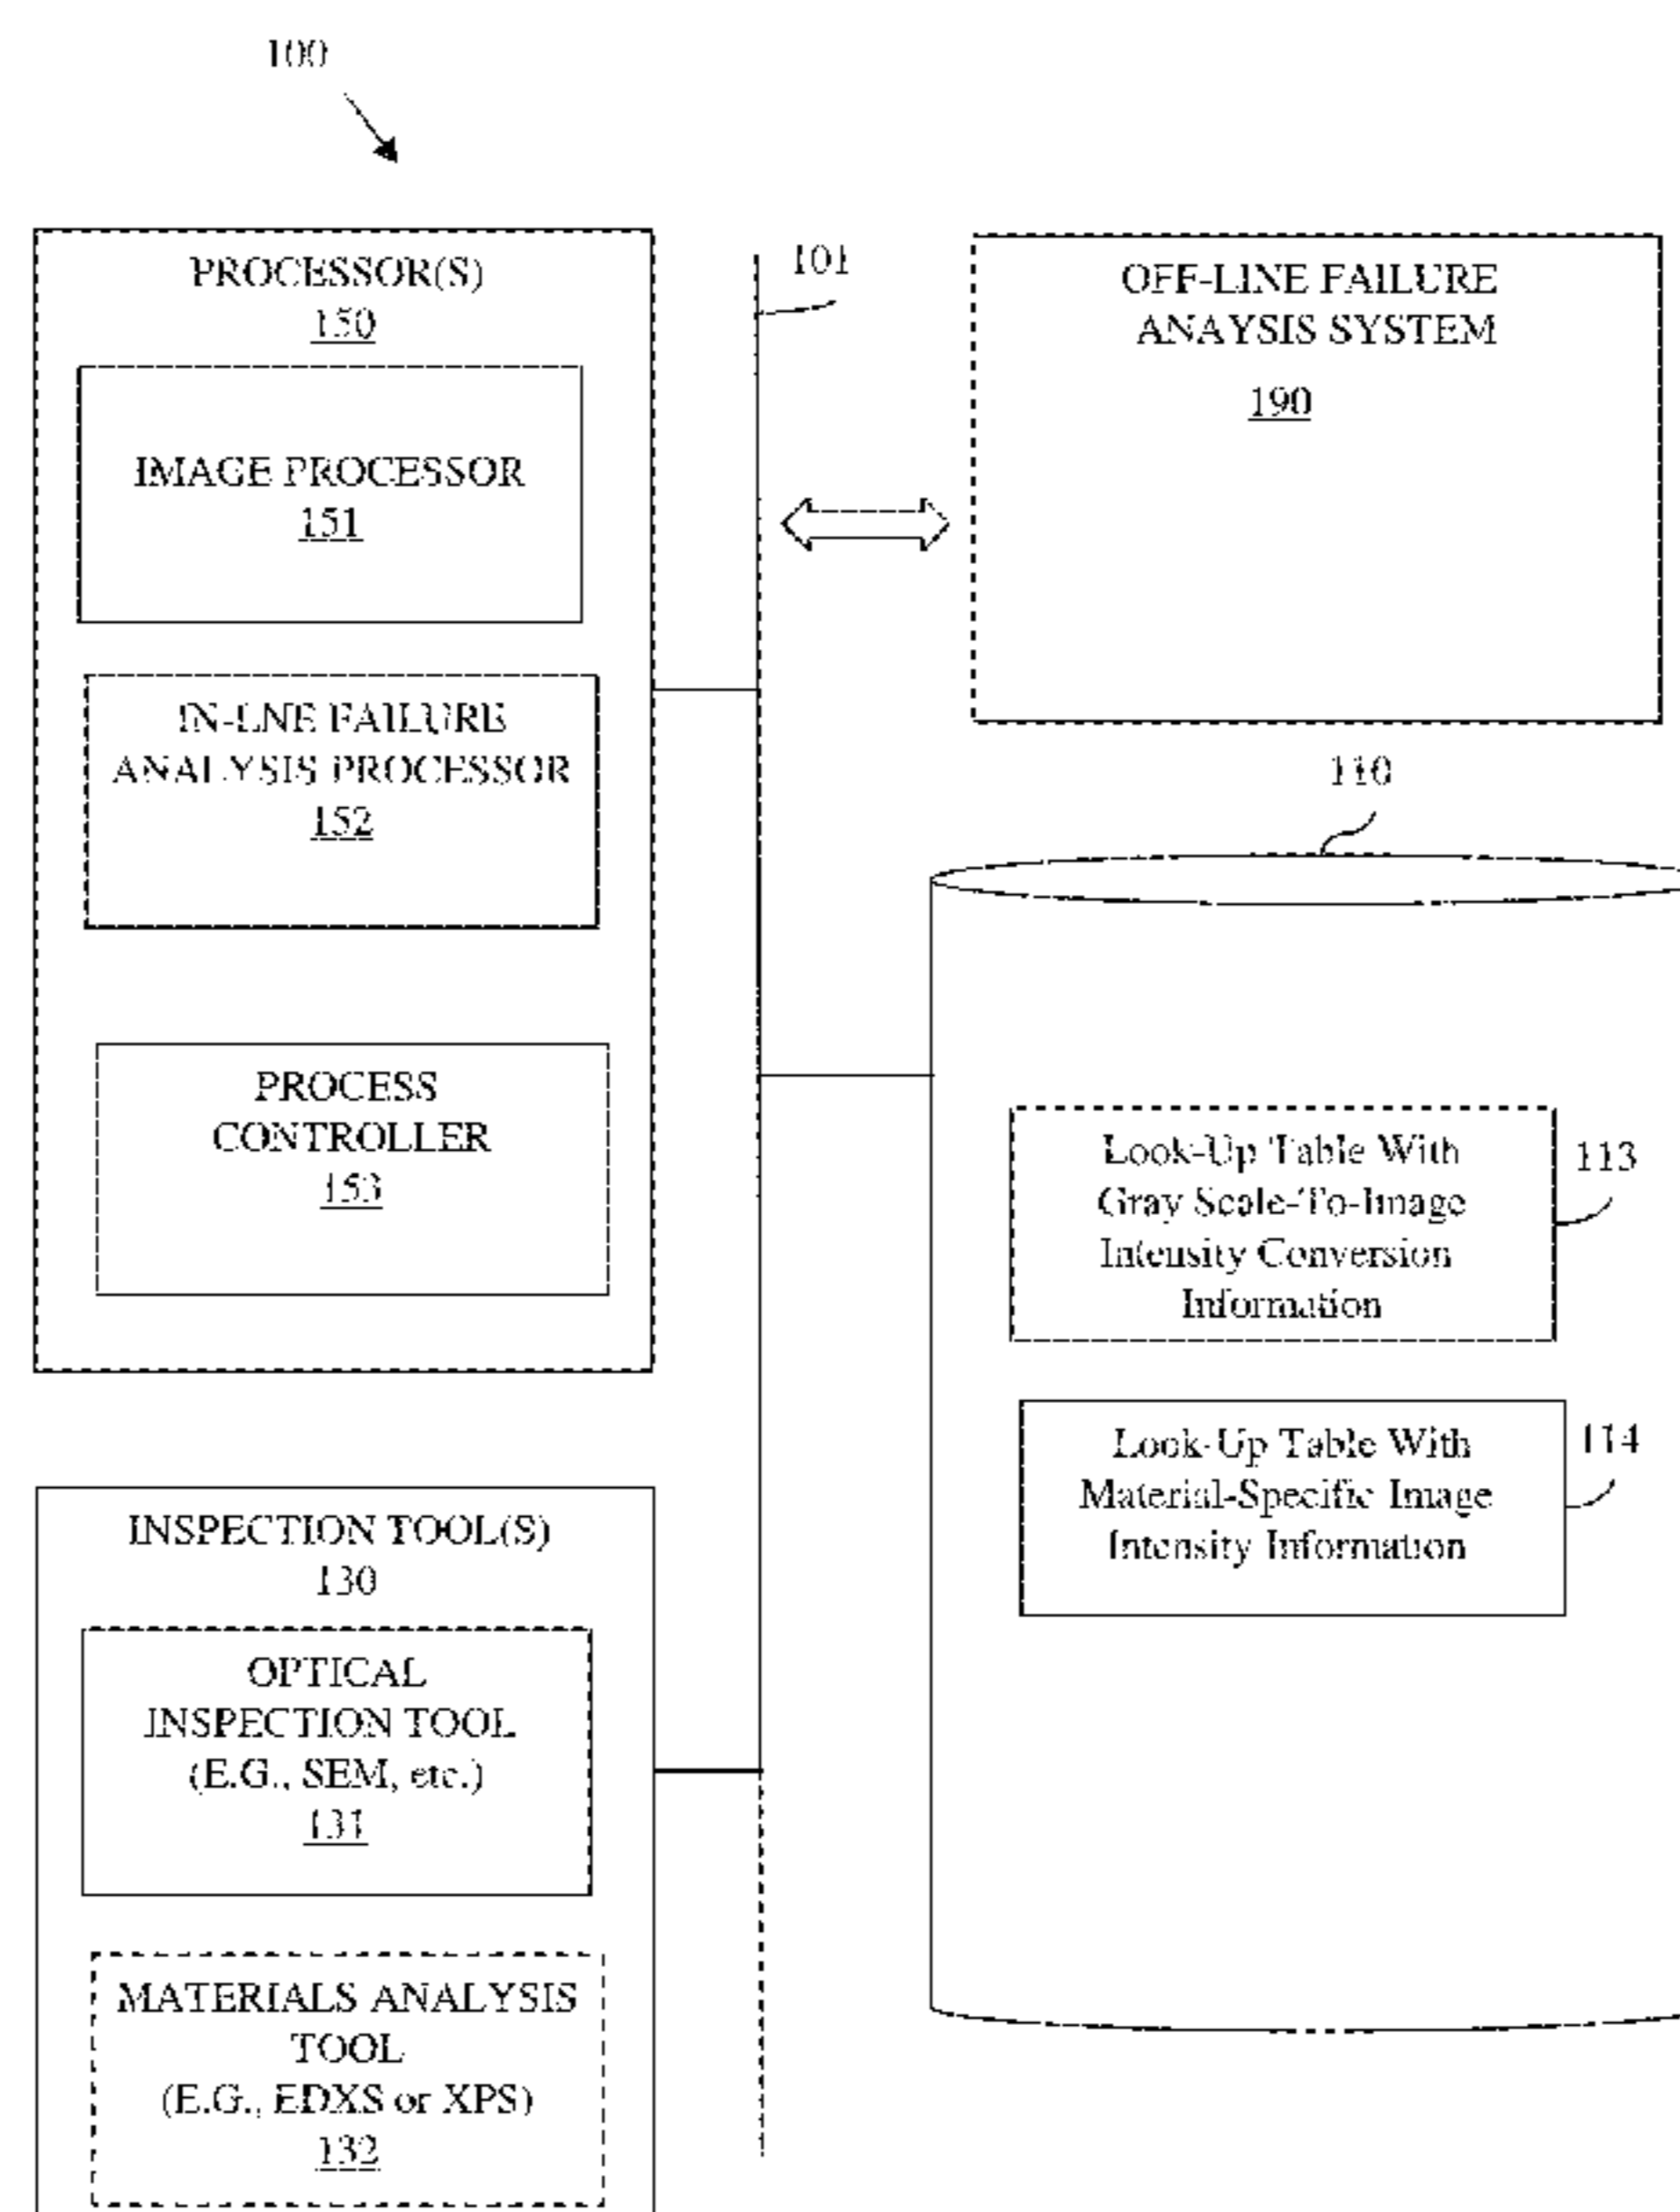 100
PROCESSOR(S)
150
IMAGE PROCESSOR
151
IN-LNE FAILURE
ANALYSIS PROCESSOR
152
PROCESS
CONTROLLER
153
101
OFF-LINE FAILURE
ANAYSIS SYSTEM
190
110
Look-Up Table With
Gray Scale-To-Image
Intensity Conversion
Information
113
Look-Up Table With
Material-Specific Image
Intensity Information
114
INSPECTION TOOL(S)
130
OPTICAL
INSPECTION TOOL
(E.G., SEM, etc.)
131
MATERIALS ANALYSIS
TOOL
(E.G., EDXS or XPS)
132